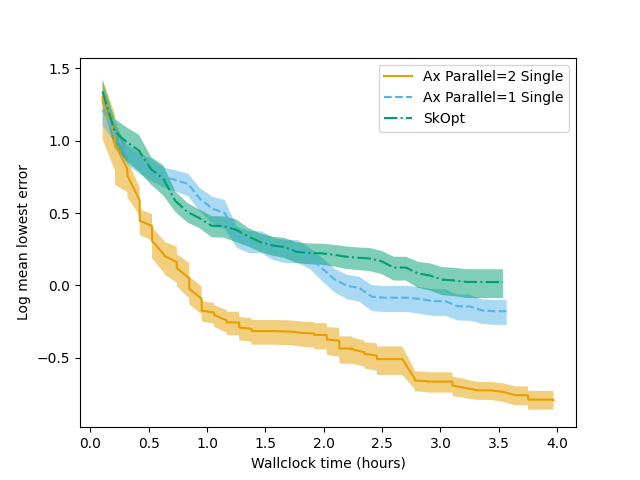 1.5
1.0
0.5
0.0
−0.5
0.0 0.5 1.0 1.5 2.0 2.5 3.0 3.5 4.0
Log mean lowest error
Wallclock time (hours)
Ax Parallel=2 Single
Ax Parallel=1 Single
SkOpt